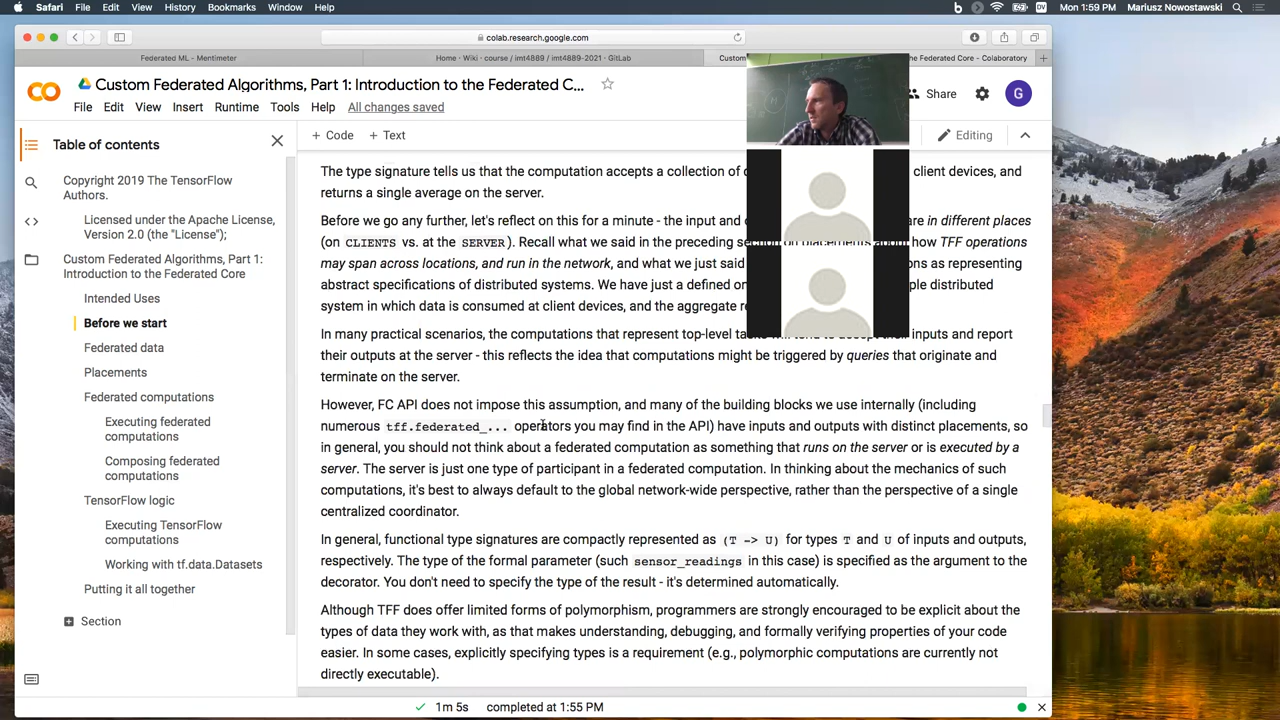 Safari File Edit View History Bookmarks Window Help
Mon 1:59 PM Mariusz Nowostawski
colab.research.google.com
Federated ML - Mentimeter
Home · Wiki · course / imt4889 / imt4889-2021 · GitLab
Custom
he Federated Core - Colaboratory
Custom Federated Algorithms, Part 1: Introduction to the Federated C...
File Edit View Insert Runtime Tools Help All changes saved
Share
G
+ Code + Text
Editing
Table of contents
Copyright 2019 The TensorFlow
Authors.
Licensed under the Apache License,
Version 2.0 (the "License");
Custom Federated Algorithms, Part 1:
Introduction to the Federated Core
Intended Uses
Before we start
Federated data
Placements
Federated computations
Executing federated
computations
Composing federated
computations
TensorFlow logic
Executing TensorFlow
computations
Working with tf.data.Datasets
Putting it all together
Section
The type signature tells us that the computation accepts a collection of client devices, and
returns a single average on the server.
Before we go any further, let's reflect on this for a minute - the input and are in different places
(on CLIENTS vs. at the SERVER). Recall what we said in the preceding section on placements about how TFF operations
may span across locations, and run in the network, and what we just said ons as representing
abstract specifications of distributed systems. We have just a defined on ple distributed
system in which data is consumed at client devices, and the aggregate re
In many practical scenarios, the computations that represent top-level tasks will tend to accept their inputs and report
their outputs at the server - this reflects the idea that computations might be triggered by queries that originate and
terminate on the server.
However, FC API does not impose this assumption, and many of the building blocks we use internally (including
numerous tff.federated_... operators you may find in the API) have inputs and outputs with distinct placements, so
in general, you should not think about a federated computation as something that runs on the server or is executed by a
server. The server is just one type of participant in a federated computation. In thinking about the mechanics of such
computations, it's best to always default to the global network-wide perspective, rather than the perspective of a single
centralized coordinator.
In general, functional type signatures are compactly represented as (T -> U) for types T and U of inputs and outputs,
respectively. The type of the formal parameter (such sensor_readings in this case) is specified as the argument to the
decorator. You don't need to specify the type of the result - it's determined automatically.
Although TFF does offer limited forms of polymorphism, programmers are strongly encouraged to be explicit about the
types of data they work with, as that makes understanding, debugging, and formally verifying properties of your code
easier. In some cases, explicitly specifying types is a requirement (e.g., polymorphic computations are currently not
directly executable).
1m 5s completed at 1:55 PM